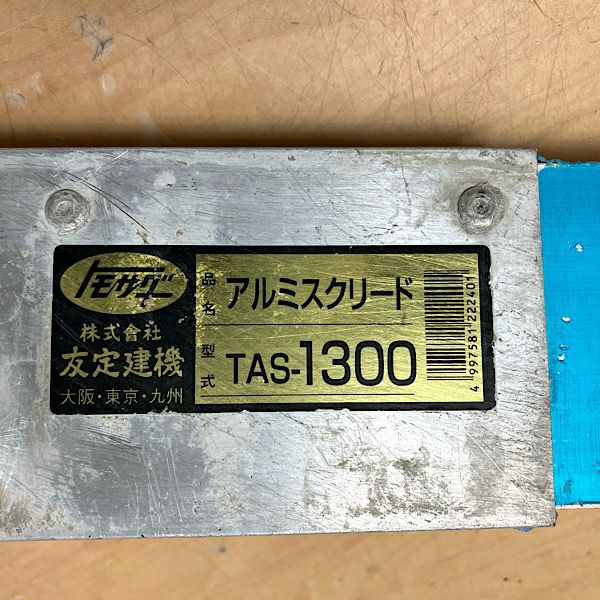 トモサダ
株式會社
友定建機
大阪・東京・九州
品名 アルミスクリード
型式 TAS-1300
4 997581 222401